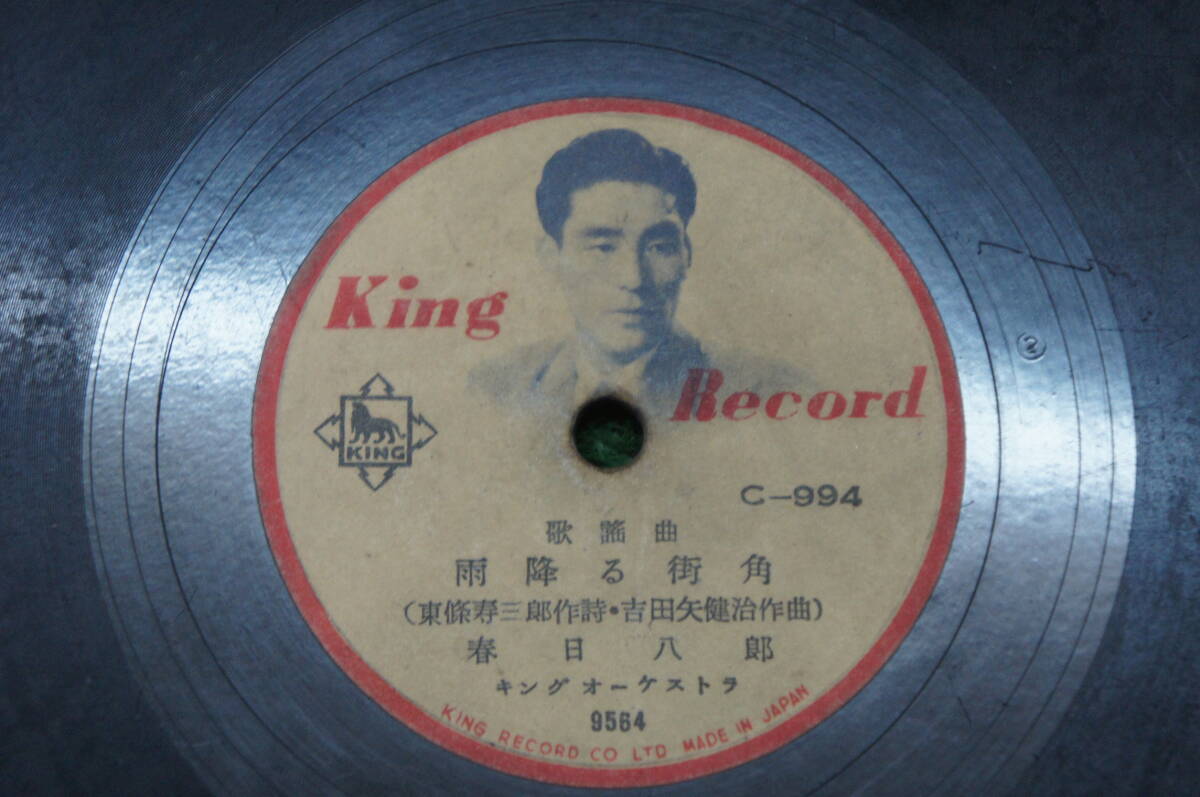 King
Record
KING
C-994
歌謡曲
雨降る街角
(東條寿三郎作詩・吉田矢健治作曲)
春日八郎
キングオーケストラ
9564
KING RECORD CO LTD MADE IN JAPAN
2